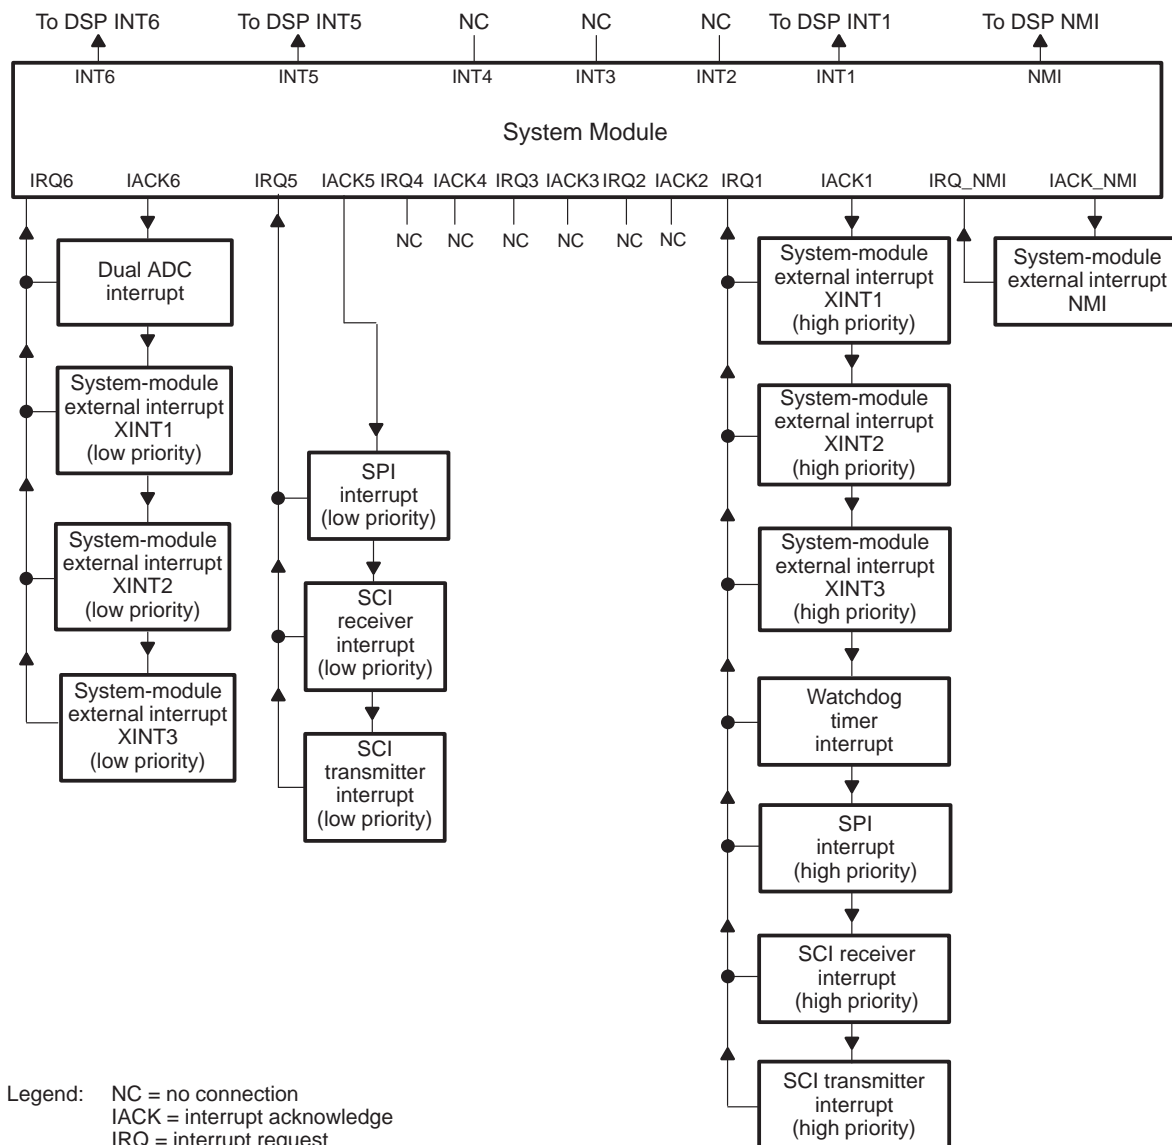 To DSP INT6 To DSP INT5 NC NC NC To DSP INT1 To DSP NMI
INT6 INT5 INT4 INT3 INT2 INT1 NMI
System Module
IRQ6 IACK6 IRQ5 IACK5 IRQ4 IACK4 IRQ3 IACK3 IRQ2 IACK2 IRQ1 IACK1 IRQ_NMI IACK_NMI
NC NC NC NC NC NC
Dual ADC
interrupt
System-module
external interrupt
XINT1
(low priority)
System-module
external interrupt
XINT2
(low priority)
System-module
external interrupt
XINT3
(low priority)
SPI
interrupt
(low priority)
SCI
receiver
interrupt
(low priority)
SCI
transmitter
interrupt
(low priority)
System-module
external interrupt
XINT1
(high priority)
System-module
external interrupt
XINT2
(high priority)
System-module
external interrupt
XINT3
(high priority)
Watchdog
timer
interrupt
SPI
interrupt
(high priority)
SCI receiver
interrupt
(high priority)
SCI transmitter
interrupt
(high priority)
System-module
external interrupt
NMI
Legend: NC = no connection
IACK = interrupt acknowledge
IRQ = interrupt request